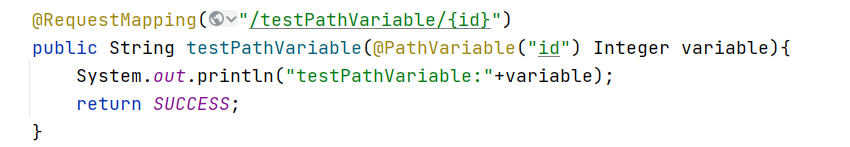 @RequestMapping("/testPathVariable/{id}")
public String testPathVariable(@PathVariable("id") Integer variable){
    System.out.println("testPathVariable:"+variable);
    return SUCCESS;
}